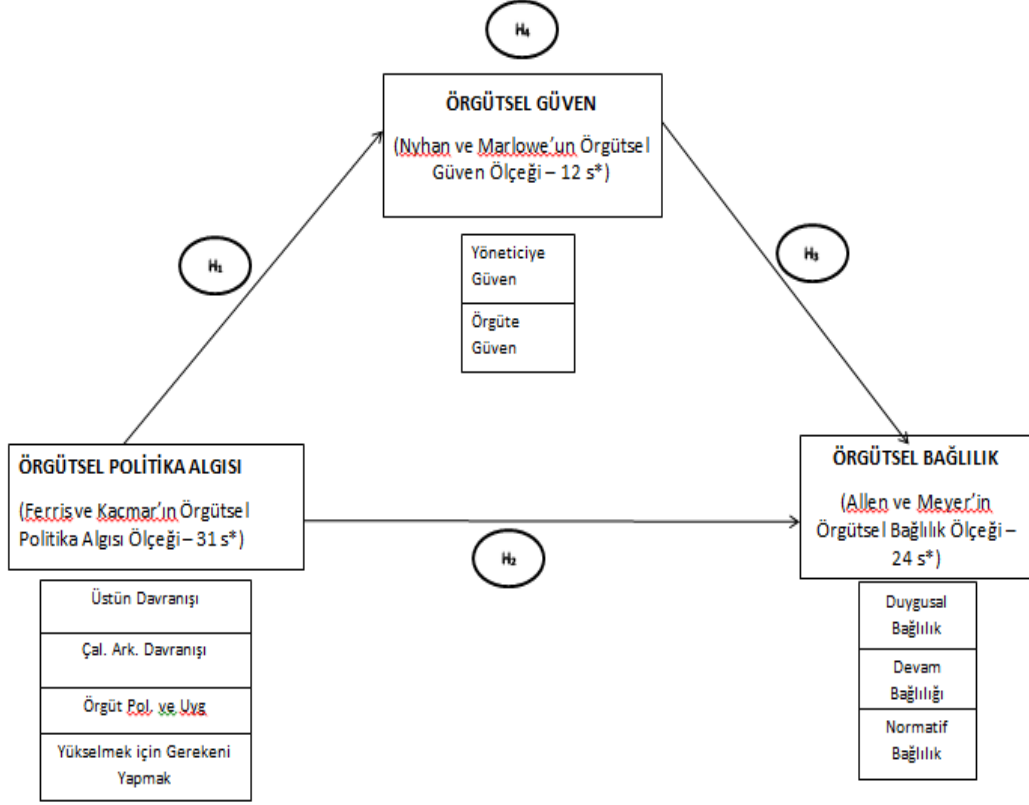 H₄
ÖRGÜTSEL GÜVEN
(Nyhan ve Marlowe’un Örgütsel
Güven Ölçeği – 12 s*)
H₁
H₃
Yöneticiye
Güven
Örgüte
Güven
ÖRGÜTSEL POLİTİKA ALGISI
(Ferris ve Kacmar’ın Örgütsel
Politika Algısı Ölçeği – 31 s*)
H₂
ÖRGÜTSEL BAĞLILIK
(Allen ve Meyer’in
Örgütsel Bağlılık Ölçeği –
24 s*)
Üstün Davranışı
Çal. Ark. Davranışı
Örgüt Pol. ve Uyg
Yükselmek için Gerekeni
Yapmak
Duygusal
Bağlılık
Devam
Bağlılığı
Normatif
Bağlılık